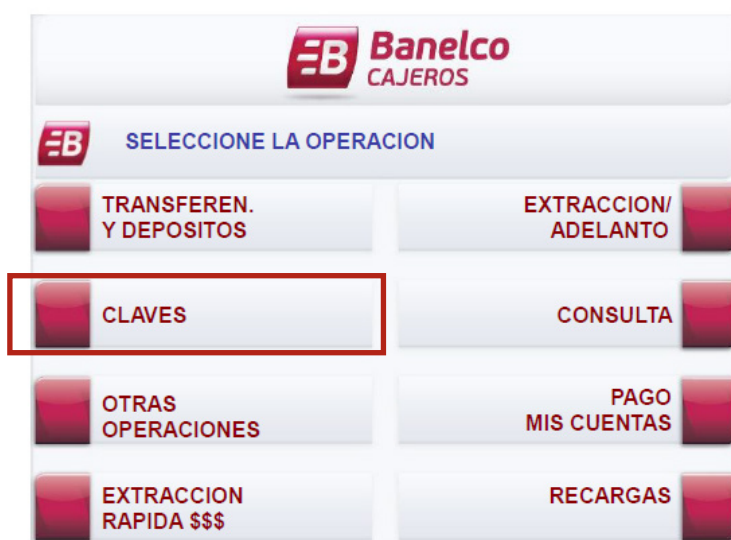 Banelco
CAJEROS
SELECCIONE LA OPERACION
TRANSFEREN.
Y DEPOSITOS
EXTRACCION/
ADELANTO
CLAVES
CONSULTA
OTRAS
OPERACIONES
PAGO
MIS CUENTAS
EXTRACCION
RAPIDA $$$
RECARGAS